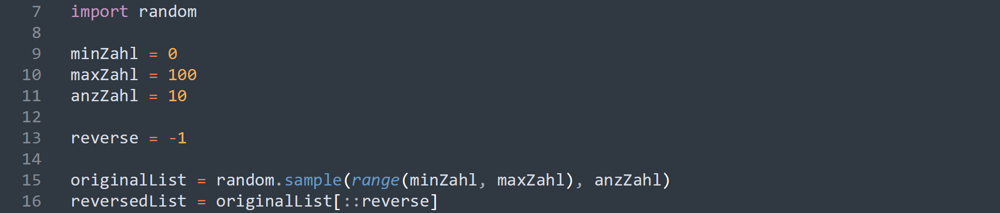 7 import random
8
9 minZahl = 0
10 maxZahl = 100
11 anzZahl = 10
12
13 reverse = -1
14
15 originalList = random.sample(range(minZahl, maxZahl), anzZahl)
16 reversedList = originalList[::reverse]